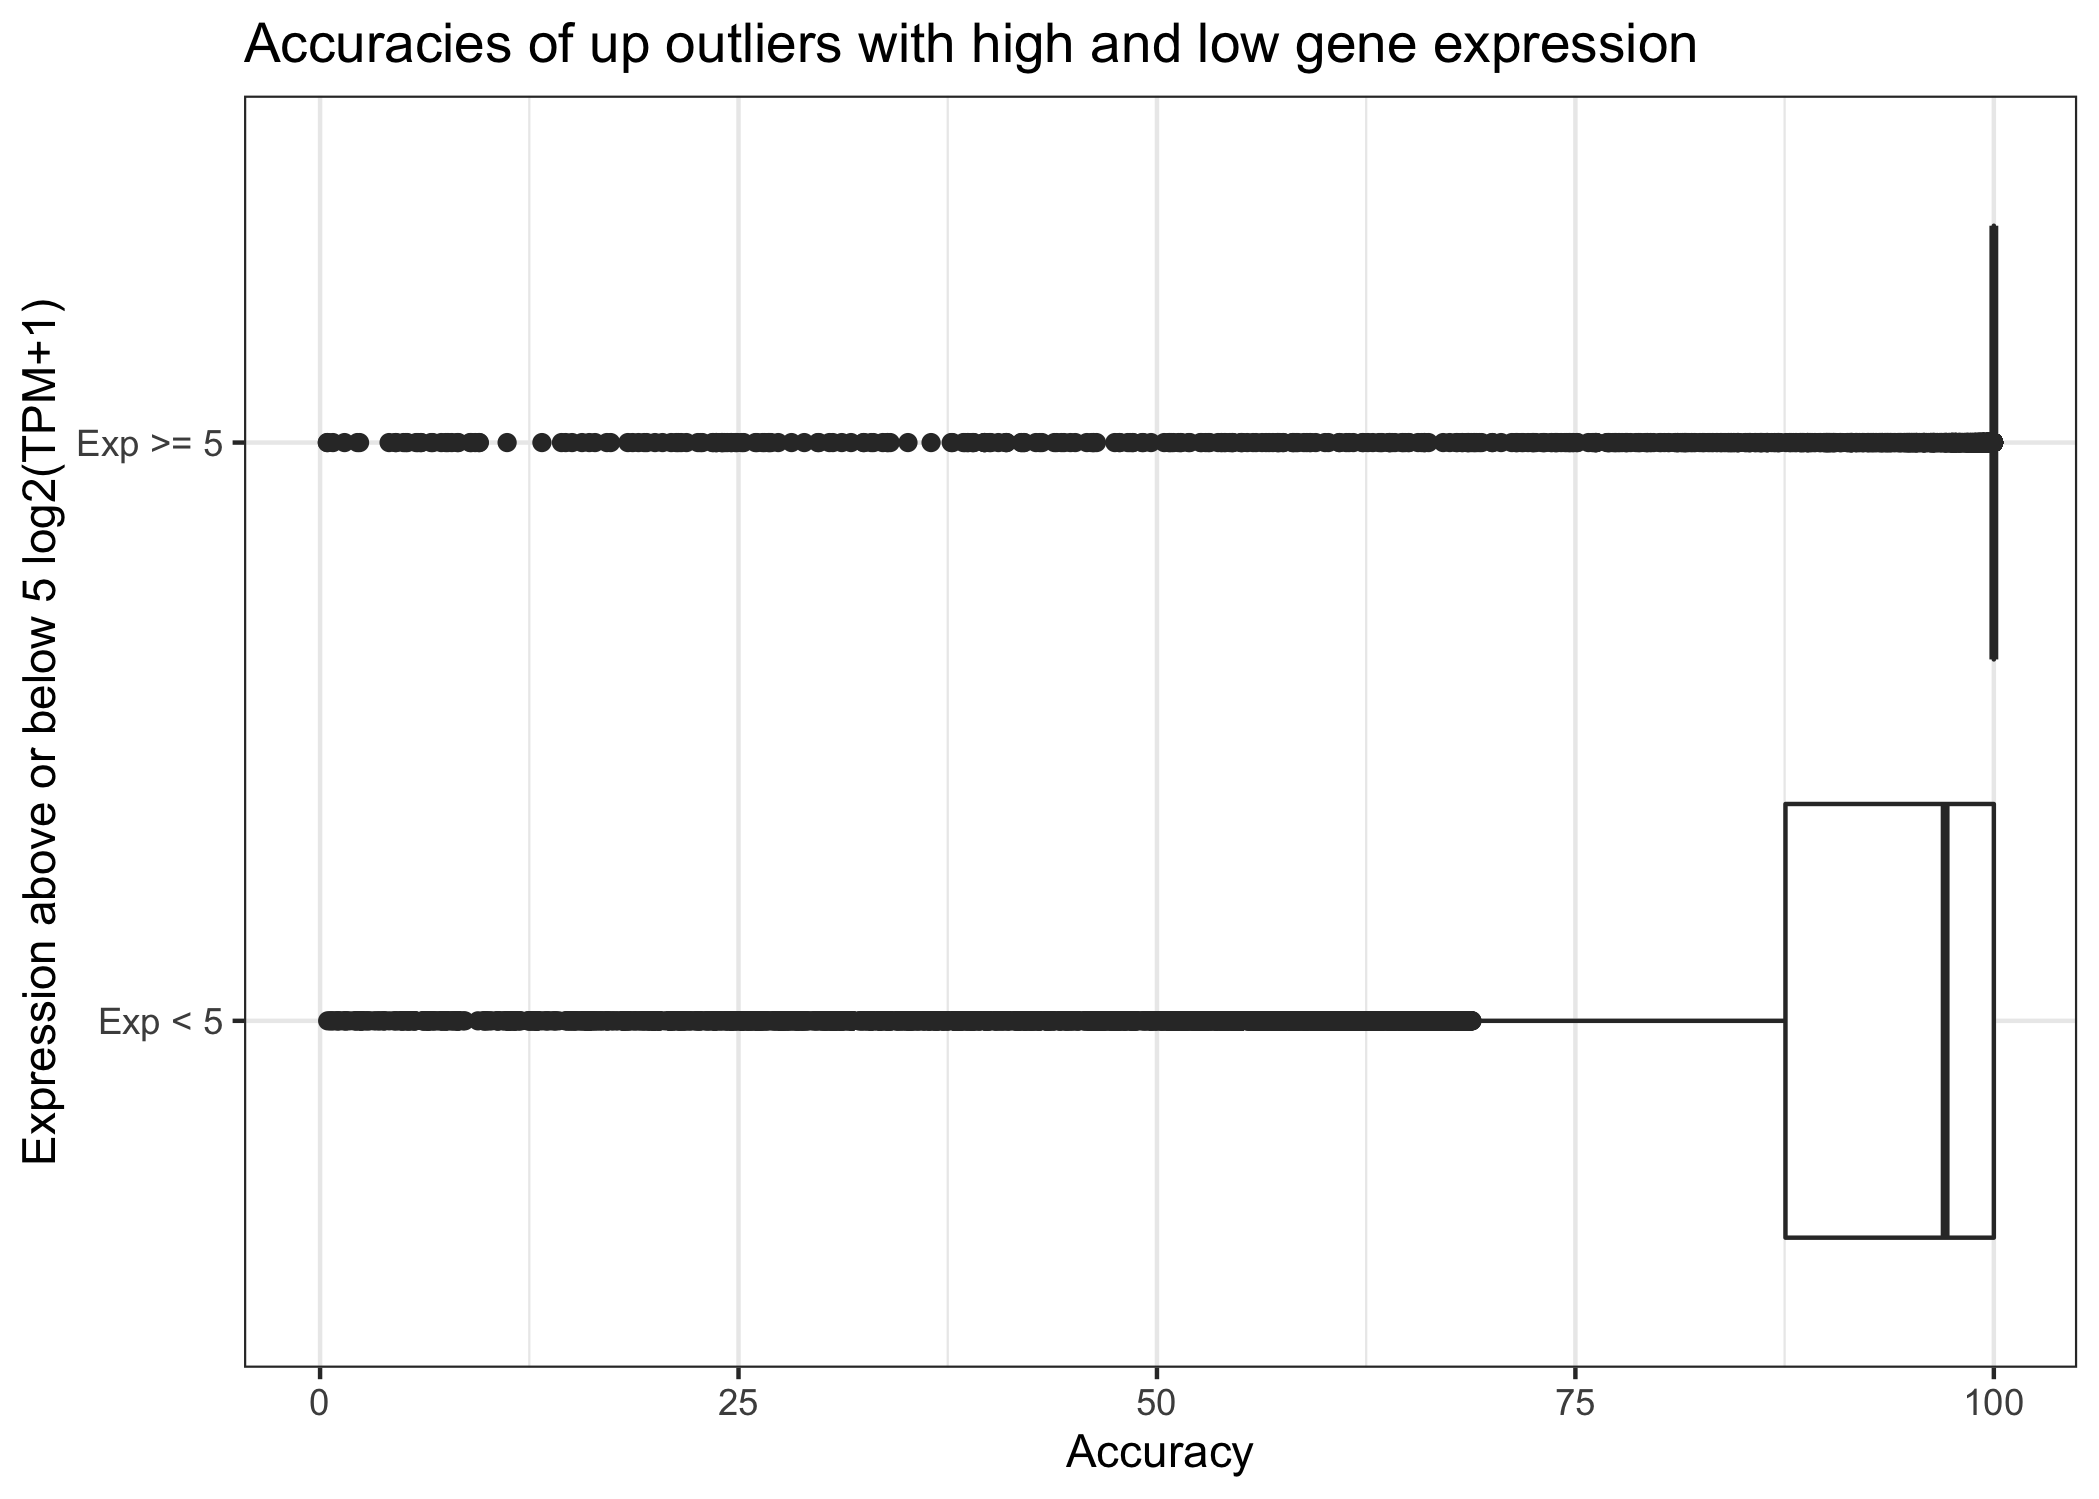 Accuracies of up outliers with high and low gene expression
Expression above or below 5 log2(TPM+1)
Exp >= 5
Exp < 5
0 25 50 75 100
Accuracy